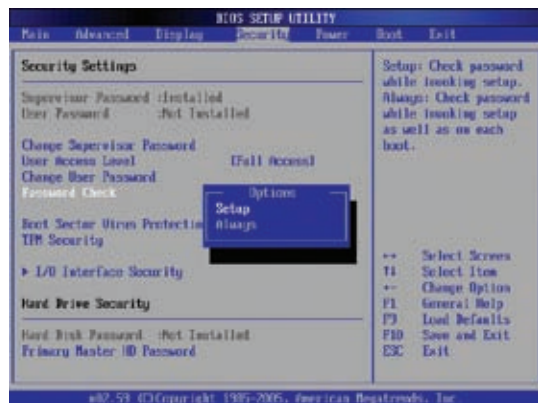 BIOS SETUP UTILITY
Main Advanced Display Security Power Boot Exit
Security Settings
Supervisor Password :Installed
User Password :Not Installed
Change Supervisor Password
User Access Level [Full Access]
Change User Password
Password Check
Boot Sector Virus Protection
TPM Security
I/O Interface Security
Hard Drive Security
Hard Disk Password :Not Installed
Primary Master HD Password
Options
Setup
Always
Setup: Check password
while invoking setup.
Always: Check password
while invoking setup
as well as on each
boot.
Select Screen
Select Item
+- Change Option
F1 General Help
F9 Load Defaults
F10 Save and Exit
ESC Exit
v02.59 (C)Copyright 1985-2005, American Megatrends, Inc